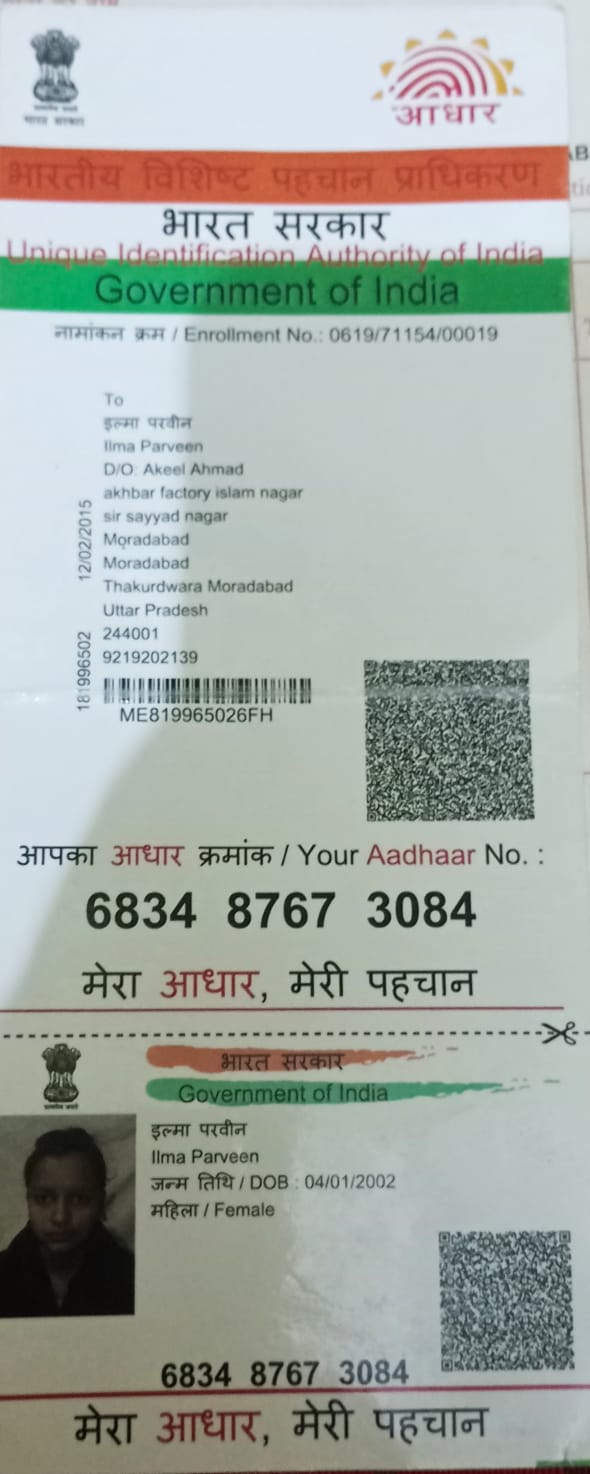 भारत सरकार
आधार
भारतीय विशिष्ट पहचान प्राधिकरण
भारत सरकार
Unique Identification Authority of India
Government of India
नामांकन क्रम / Enrollment No.: 0619/71154/00019
To
इल्मा परवीन
Ilma Parveen
D/O: Akeel Ahmad
akhbar factory islam nagar
sir sayyad nagar
Moradabad
Moradabad
Thakurdwara Moradabad
Uttar Pradesh
244001
9219202139
12/02/2015
181996502
ME819965026FH
आपका आधार क्रमांक / Your Aadhaar No. :
6834 8767 3084
मेरा आधार, मेरी पहचान
भारत सरकार
Government of India
इल्मा परवीन
Ilma Parveen
जन्म तिथि / DOB : 04/01/2002
महिला / Female
6834 8767 3084
मेरा आधार, मेरी पहचान